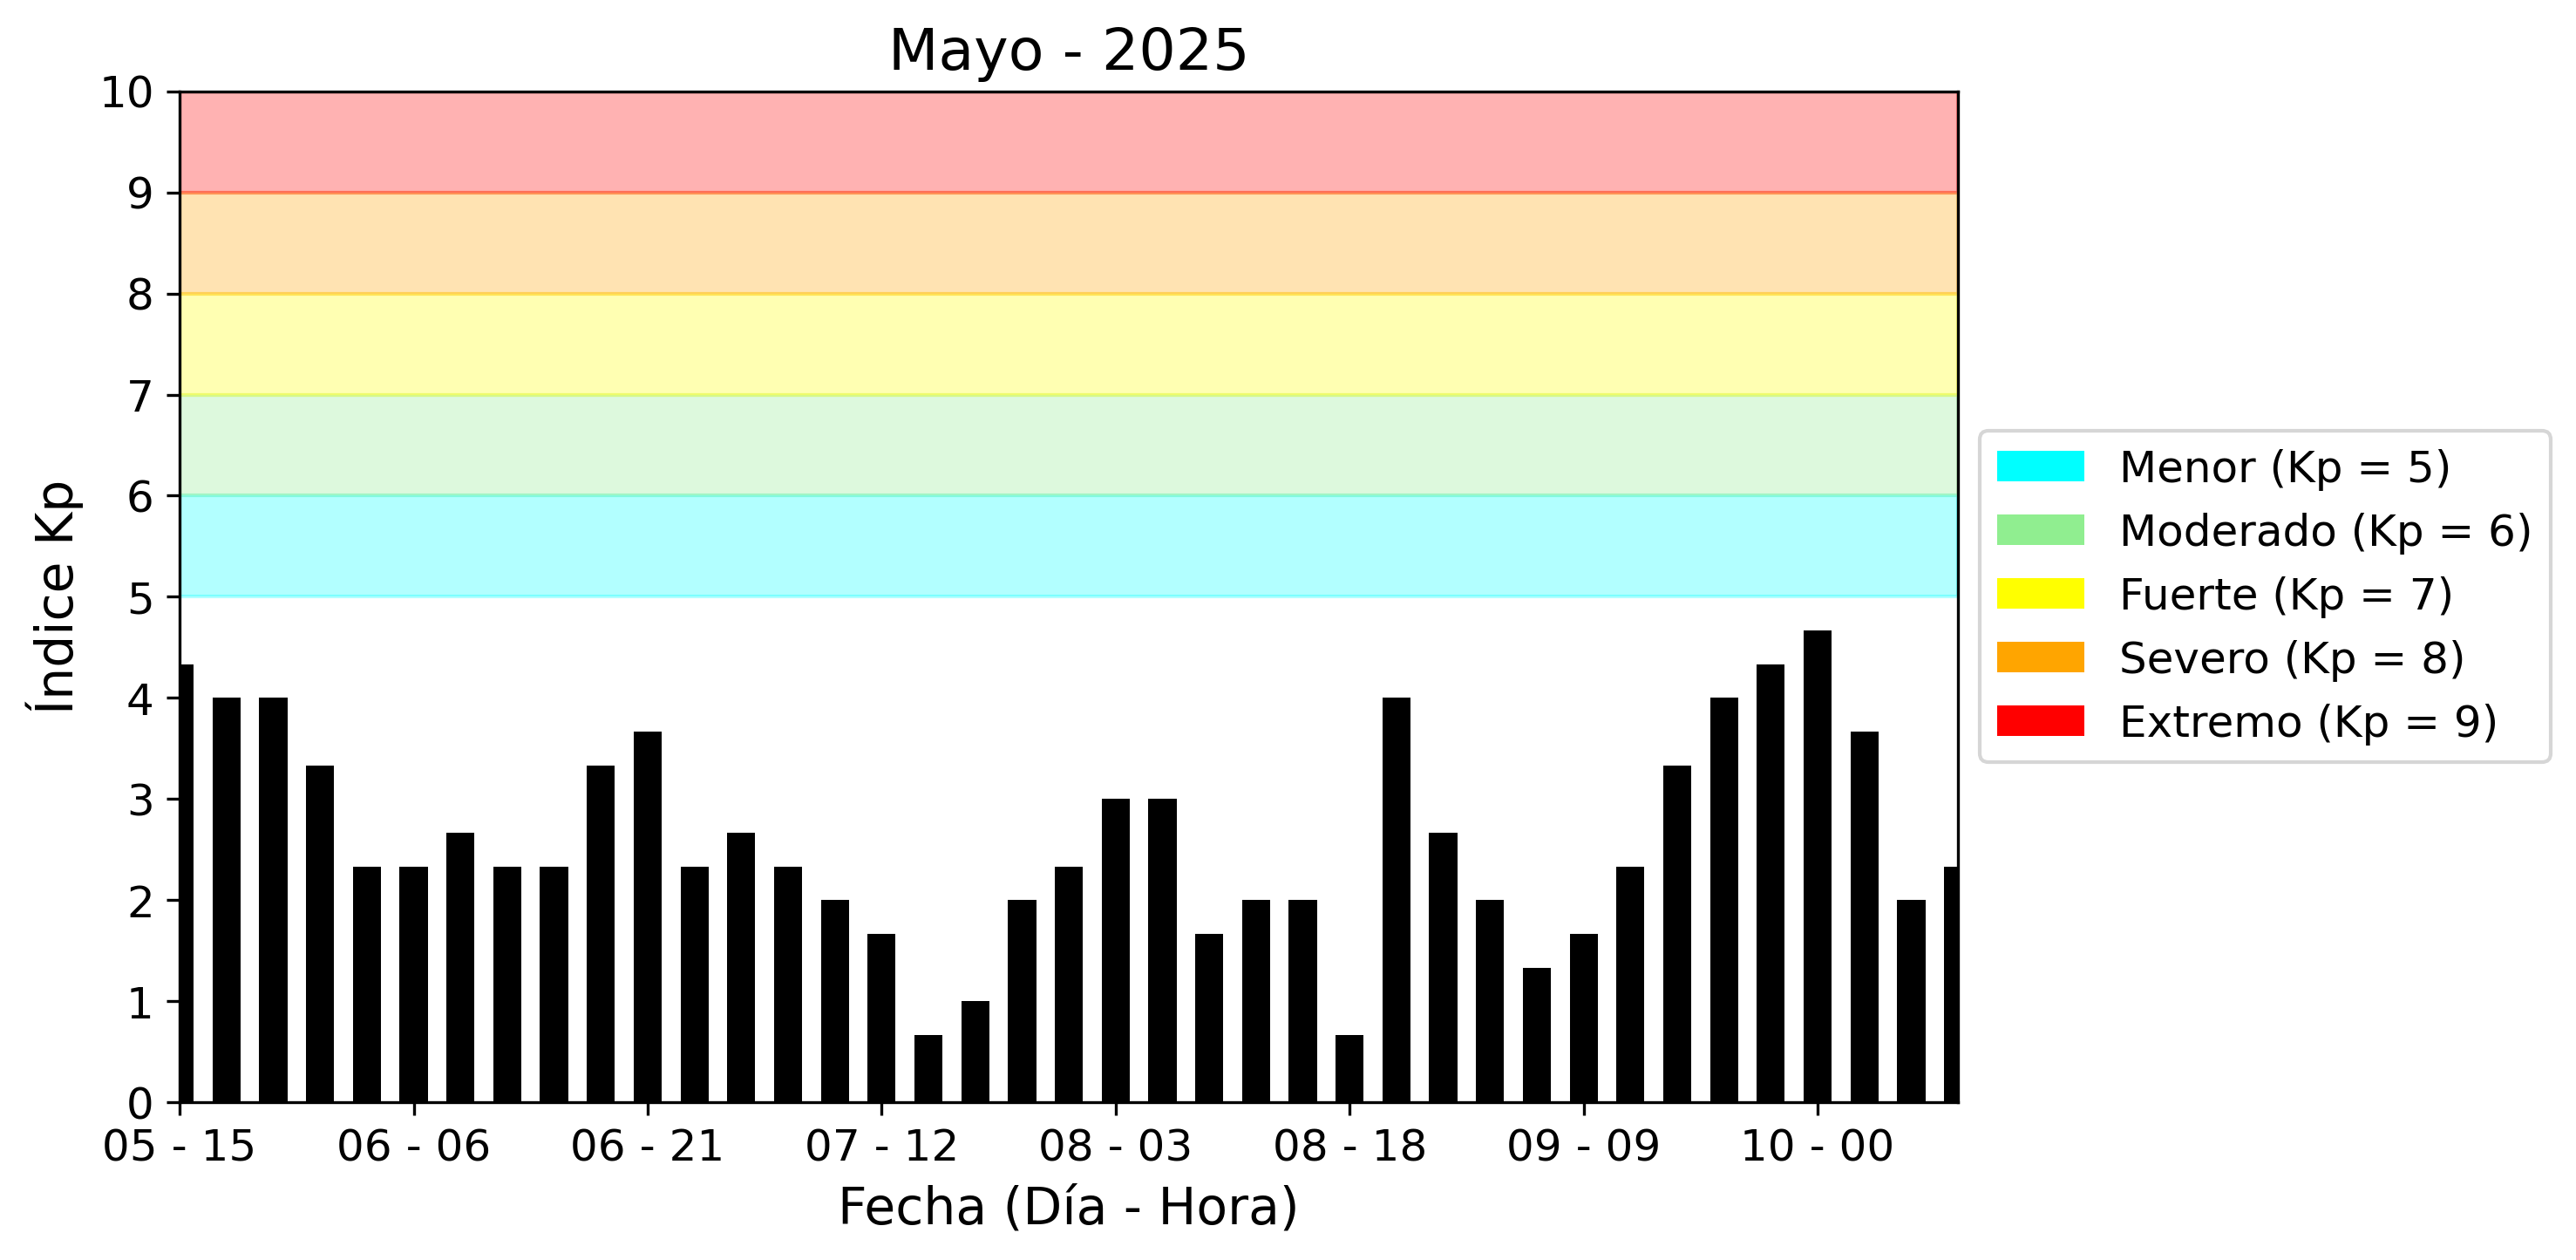 Mayo - 2025
10
9
8
7
6
5
4
3
2
1
0
Índice Kp
05 - 15 06 - 06 06 - 21 07 - 12 08 - 03 08 - 18 09 - 09 10 - 00
Fecha (Día - Hora)
Menor (Kp = 5)
Moderado (Kp = 6)
Fuerte (Kp = 7)
Severo (Kp = 8)
Extremo (Kp = 9)